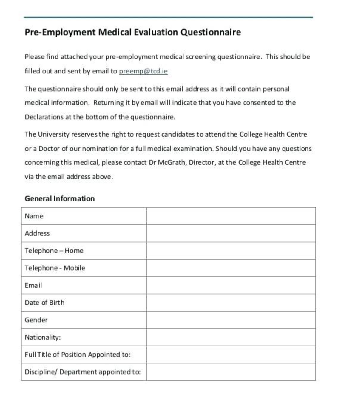 Pre-Employment Medical Evaluation Questionnaire
Please find attached your pre-employment medical screening questionnaire. This should be
filled out and sent by email to preemp@tcd.ie
The questionnaire should only be sent to this email address as it will contain personal
medical information. Returning it by email will indicate that you have consented to the
Declarations at the bottom of the questionnaire.
The University reserves the right to request candidates to attend the College Health Centre
or a Doctor of our nomination for a full medical examination. Should you have any questions
concerning this medical, please contact Dr McGrath, Director, at the College Health Centre
via the email address above.
General Information
Name
Address
Telephone – Home
Telephone - Mobile
Email
Date of Birth
Gender
Nationality:
Full Title of Position Appointed to:
Discipline/ Department appointed to: